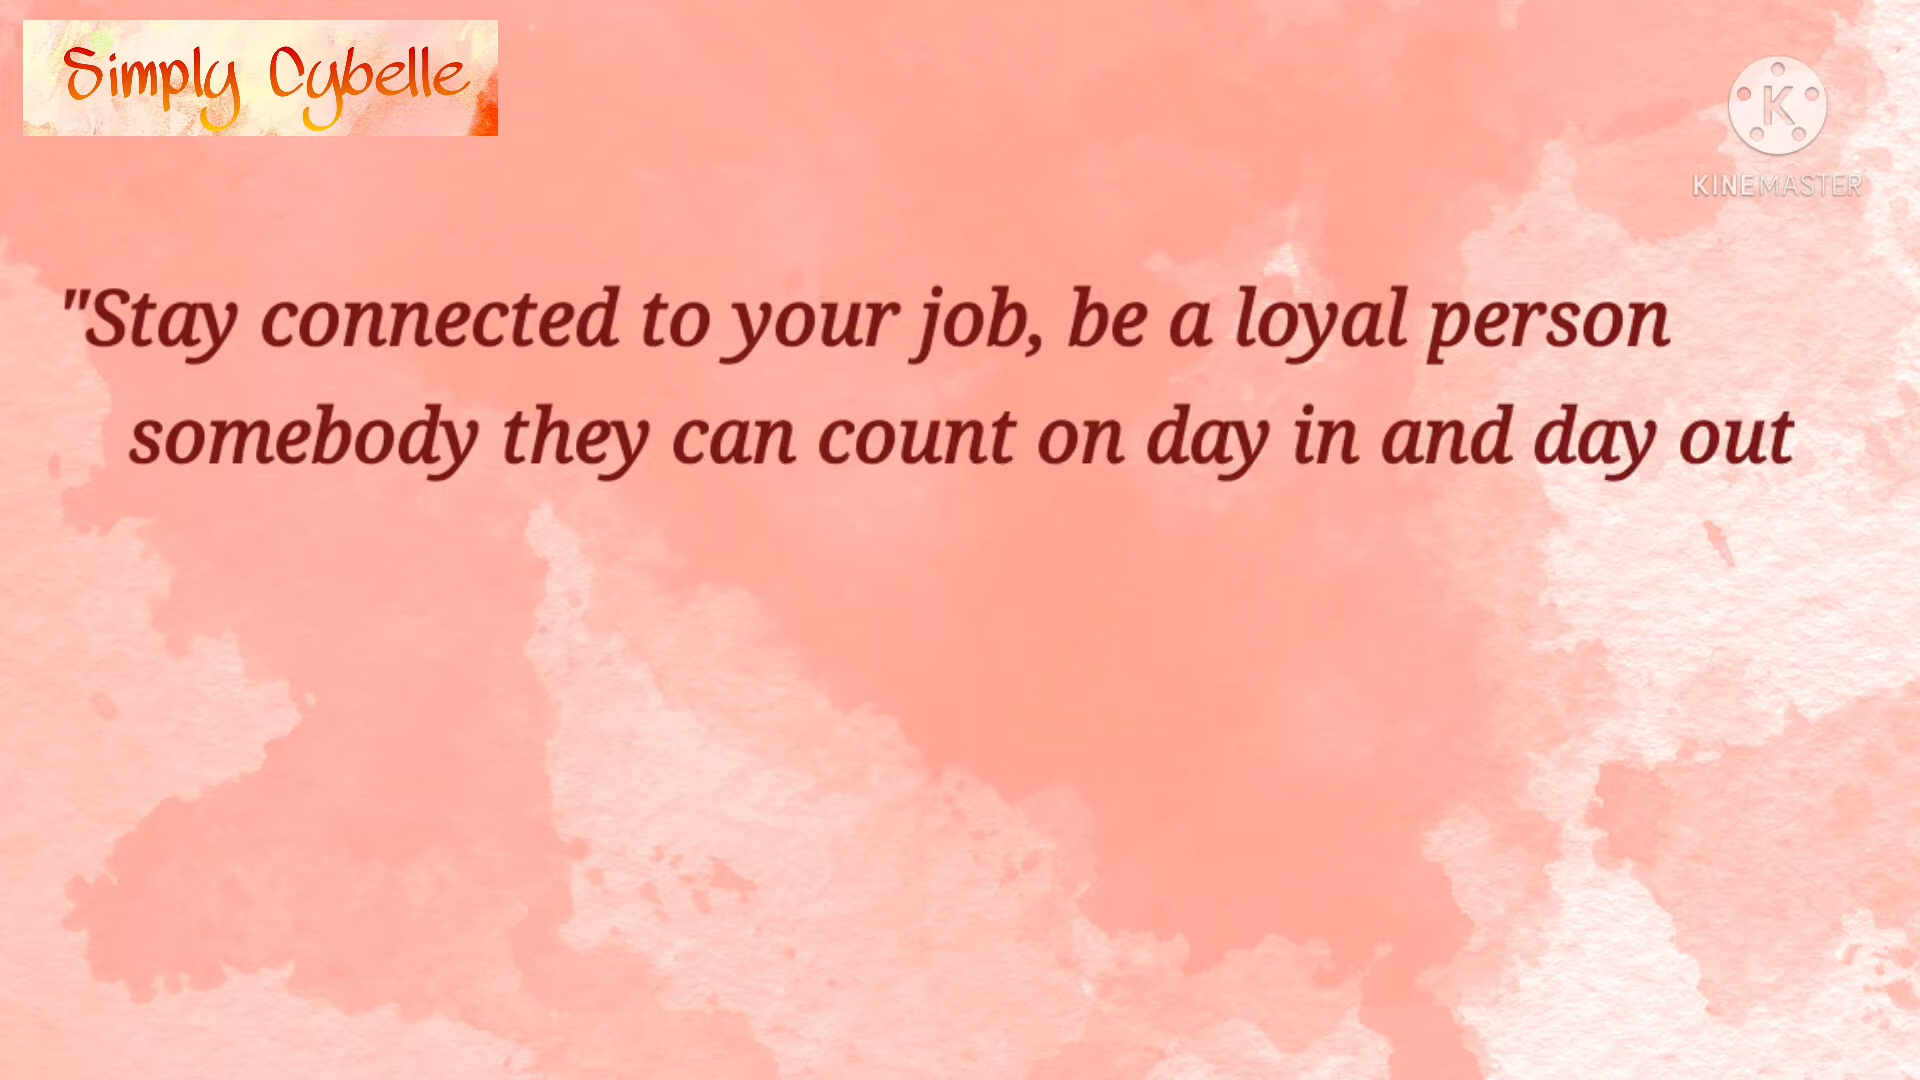 Simply Cybelle
K
KINEMASTER
"Stay connected to your job, be a loyal person
somebody they can count on day in and day out